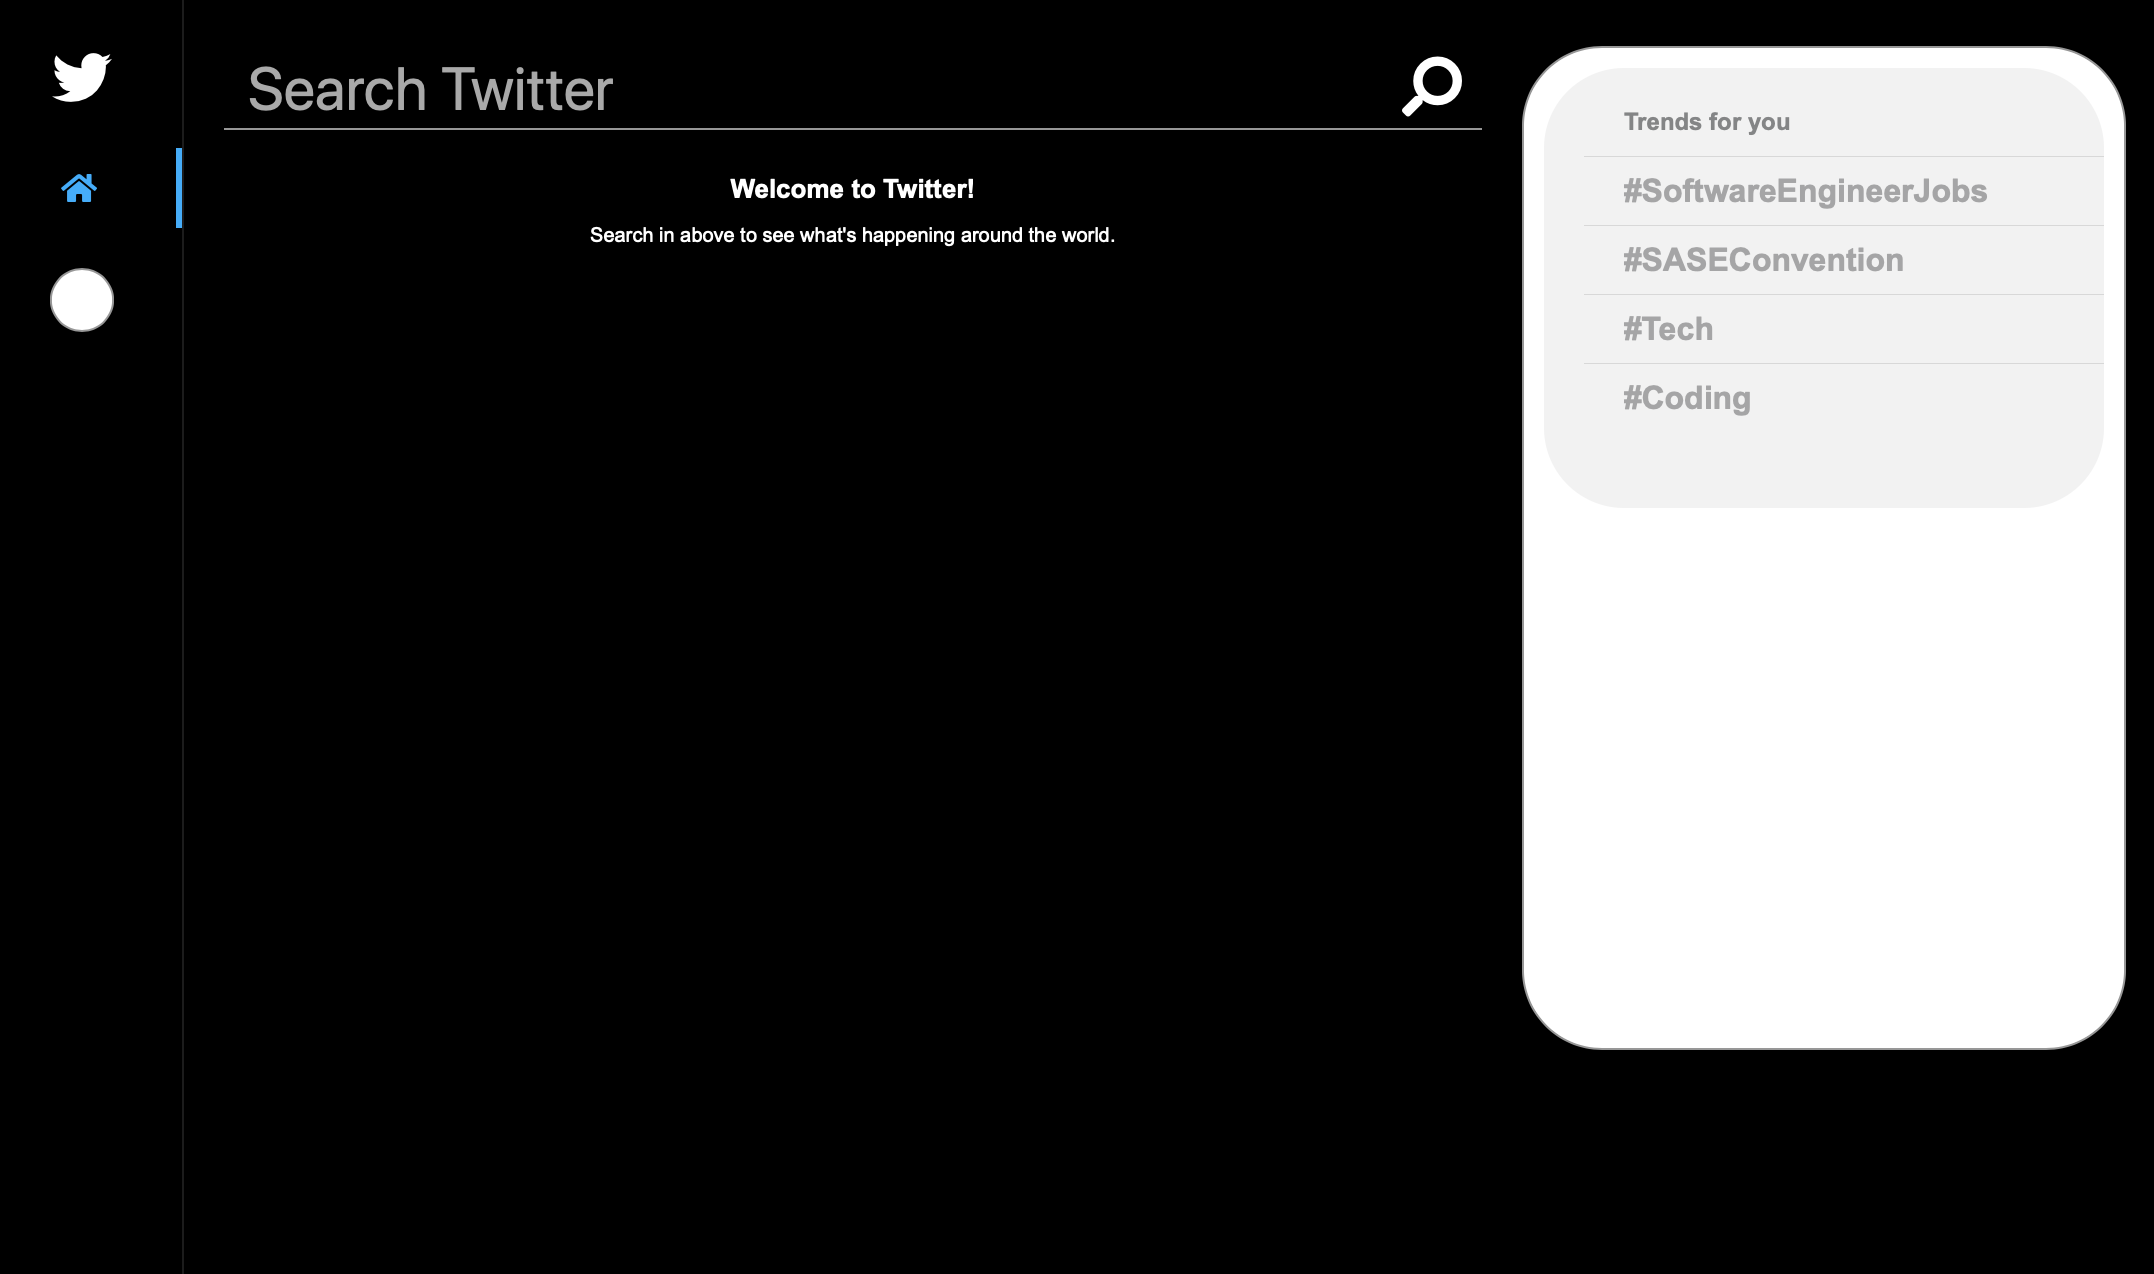 Search Twitter
Welcome to Twitter!
Search in above to see what's happening around the world.
Trends for you
#SoftwareEngineerJobs
#SASEConvention
#Tech
#Coding